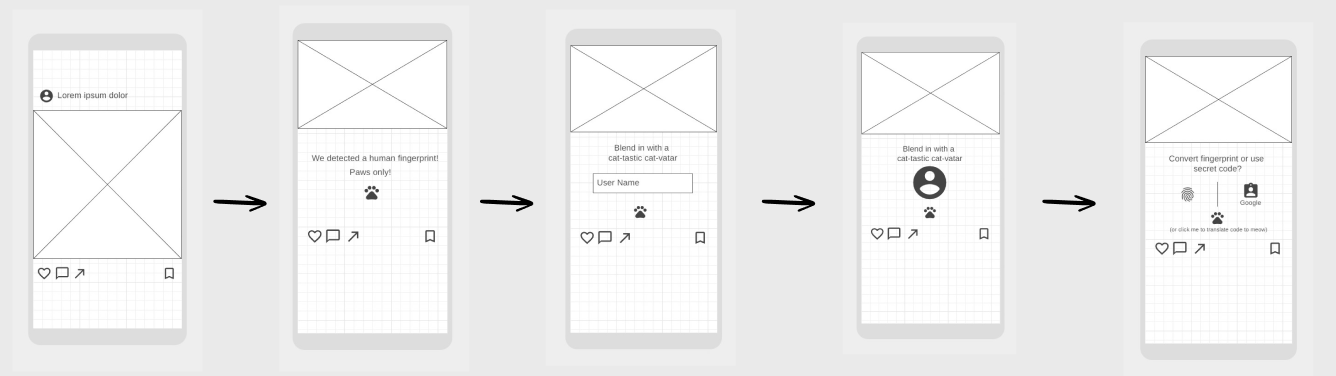 Lorem ipsum dolor
We detected a human fingerprint!
Paws only!
Blend in with a
cat-tastic cat-vatar
User Name
Blend in with a
cat-tastic cat-vatar
Convert fingerprint or use
secret code?
Google
(or click me to translate code to meow)